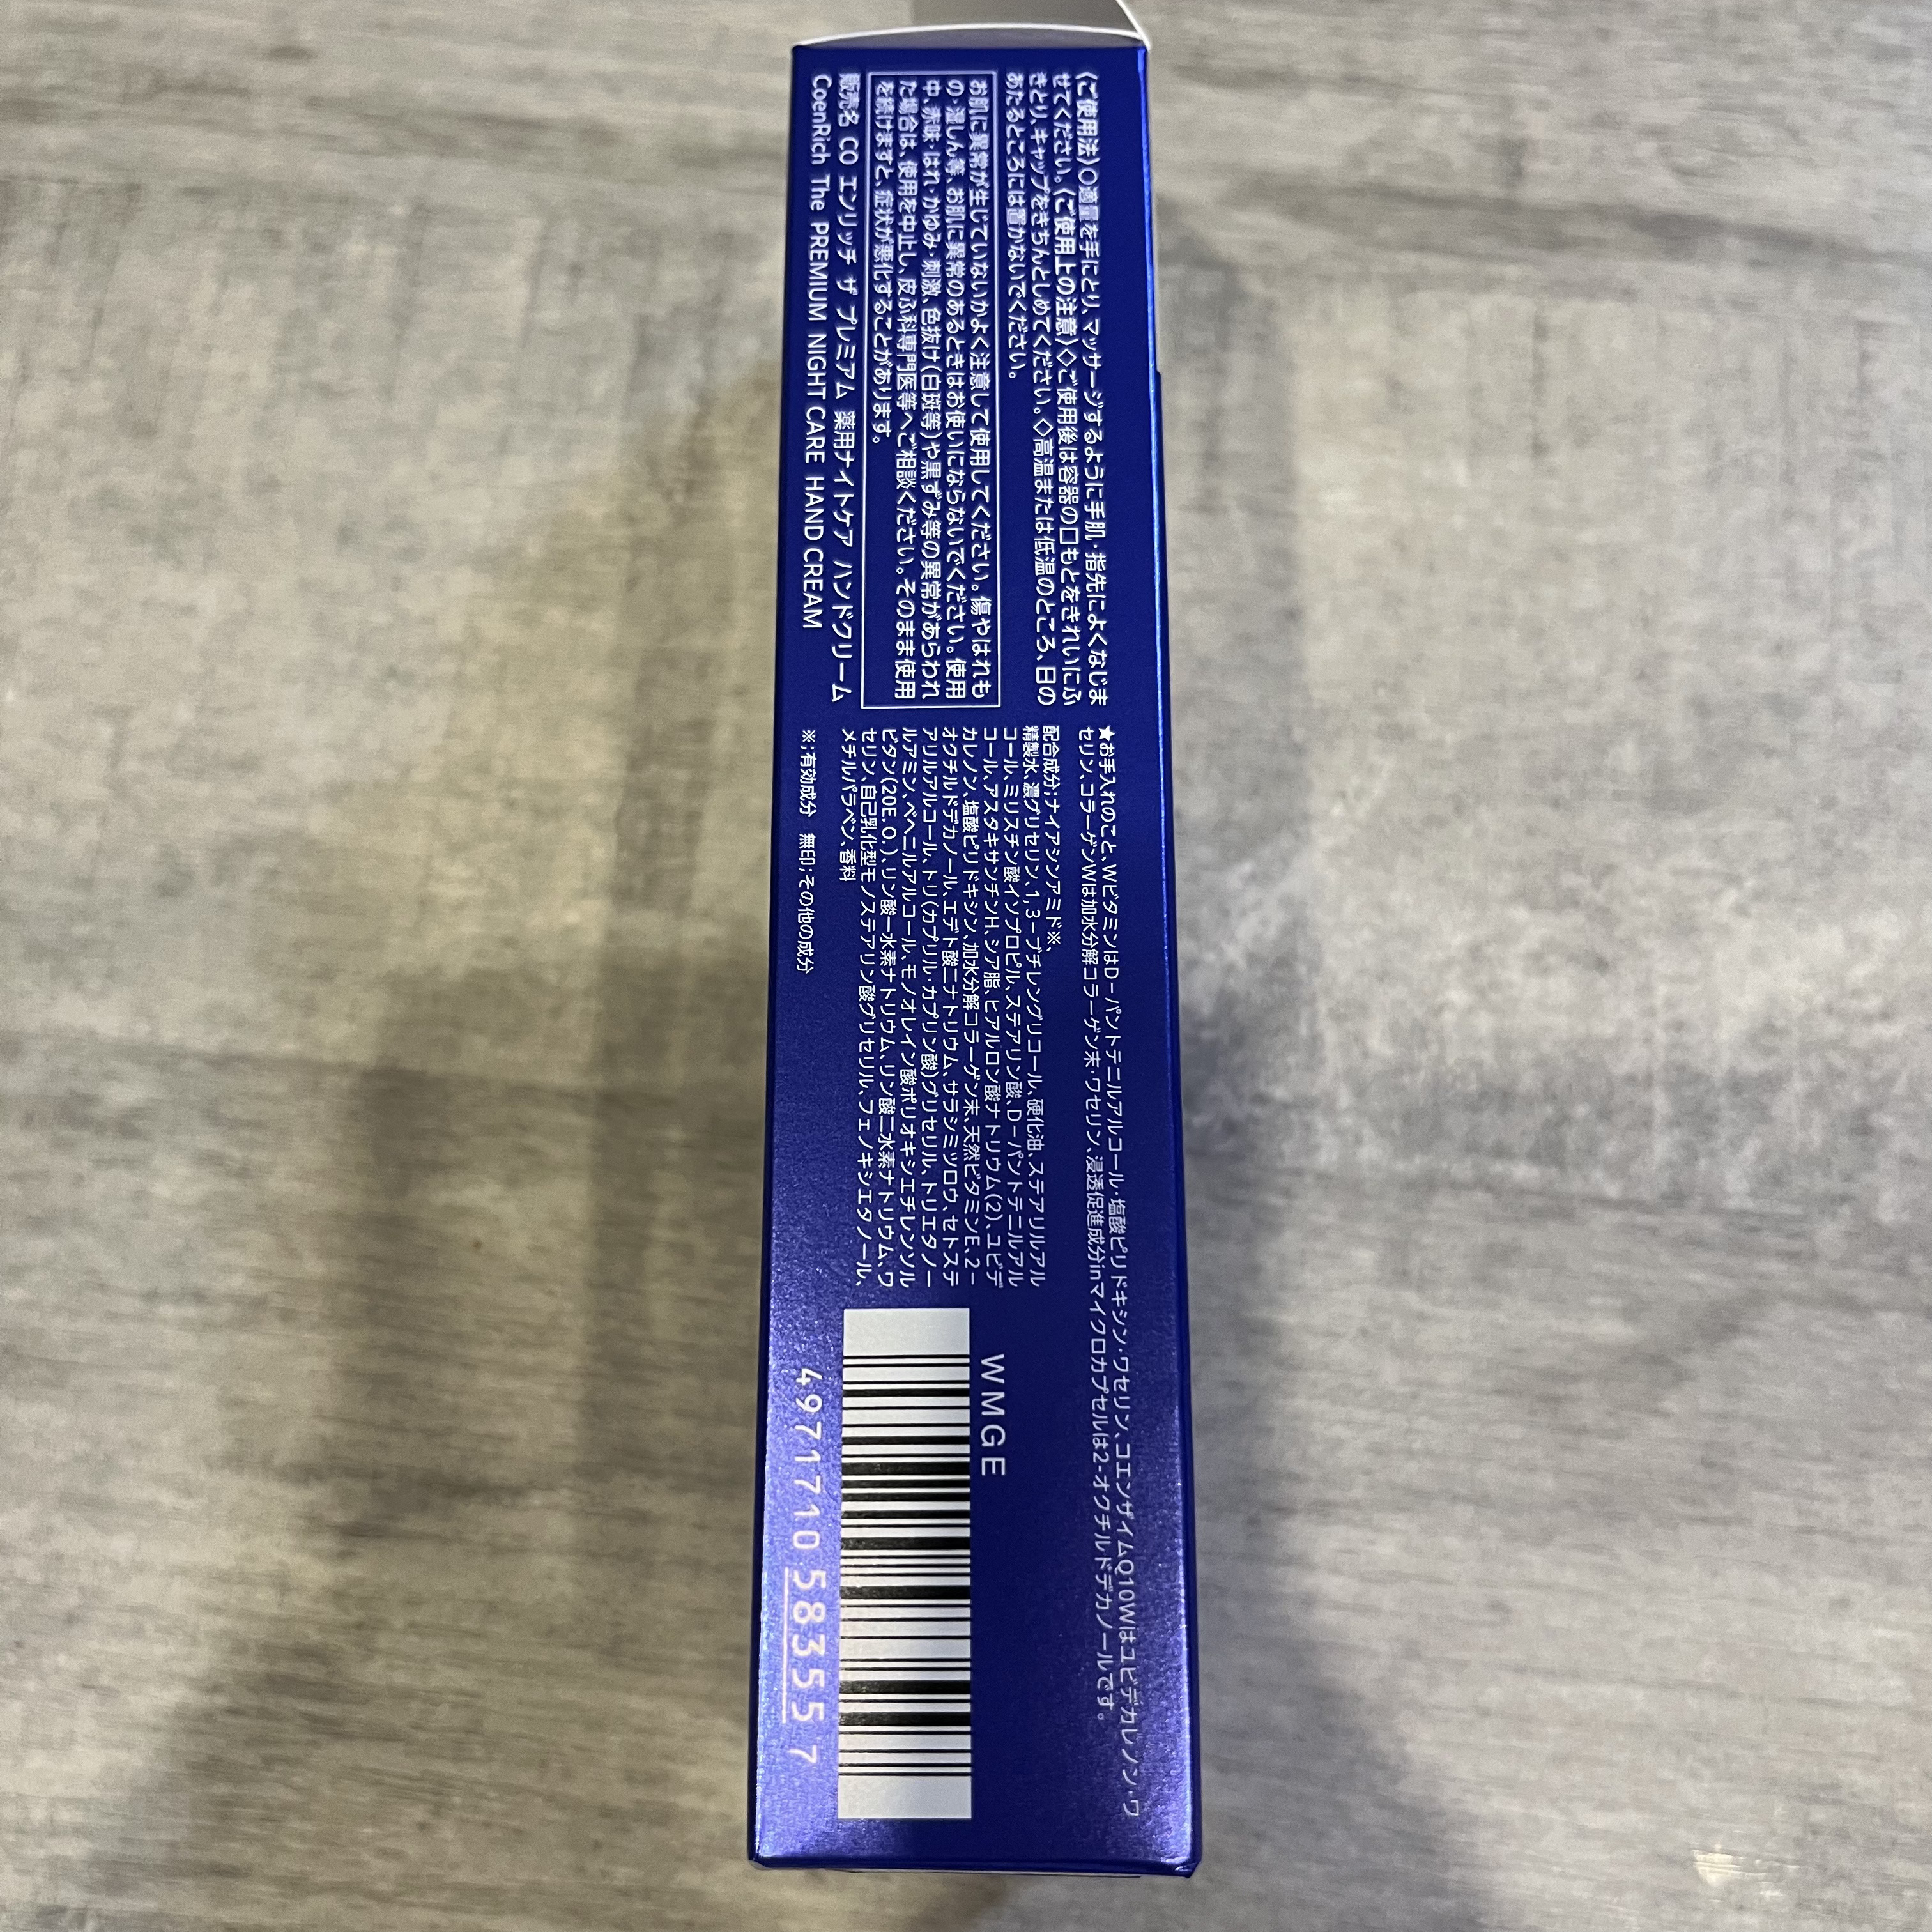 〈ご使用法〉○適量を手にとり、マッサージするように手肌・指先によくなじま
せてください。〈ご使用上の注意〉◇ご使用後は容器の口もとをきれいにふ
きとり、キャップをきちんとしめてください。◇高温または低温のところ、日の
あたるところには置かないでください。
お肌に異常が生じていないかよく注意して使用してください。傷やはれも
の・湿しん等、お肌に異常のあるときはお使いにならないでください。使用
中、赤味・はれ・かゆみ・刺激、色抜け(白斑等)や黒ずみ等の異常があらわれ
た場合は、使用を中止し、皮ふ科専門医等へご相談ください。そのまま使用
を続けますと、症状が悪化することがあります。
販売名 CO エンリッチ ザ プレミアム 薬用ナイトケア ハンドクリーム
CoenRich The PREMIUM NIGHT CARE HAND CREAM
★お手入れのこと、WビタミンはD-パントテニルアルコール・塩酸ピリドキシン・ワセリン、コエンザイムQ10Wはユビデカレノン・ワ
セリン、コラーゲンWは加水分解コラーゲン末・ワセリン、浸透促進成分inマイクロカプセルは2-オクチルドデカノールです。
配合成分;ナイアシンアミド※、
精製水、濃グリセリン、1,3-ブチレングリコール、硬化油、ステアリルアル
コール、ミリスチン酸イソプロピル、ステアリン酸、D-パントテニルアル
コール、アスタキサンチンH、シア脂、ヒアルロン酸ナトリウム(2)、ユビデ
カレノン、塩酸ピリドキシン、加水分解コラーゲン末、天然ビタミンE、2-
オクチルドデカノール、エデト酸二ナトリウム、サラシミツロウ、セトステ
アリルアルコール、トリ(カプリル・カプリン酸)グリセリル、トリエタノー
ルアミン、ベヘニルアルコール、モノオレイン酸ポリオキシエチレンソル
ビタン(20E.O.)、リン酸一水素ナトリウム、リン酸二水素ナトリウム、ワ
セリン、自己乳化型モノステアリン酸グリセリル、フェノキシエタノール、
メチルパラベン、香料
※;有効成分 無印;その他の成分
WMGE
4971710 58355 7